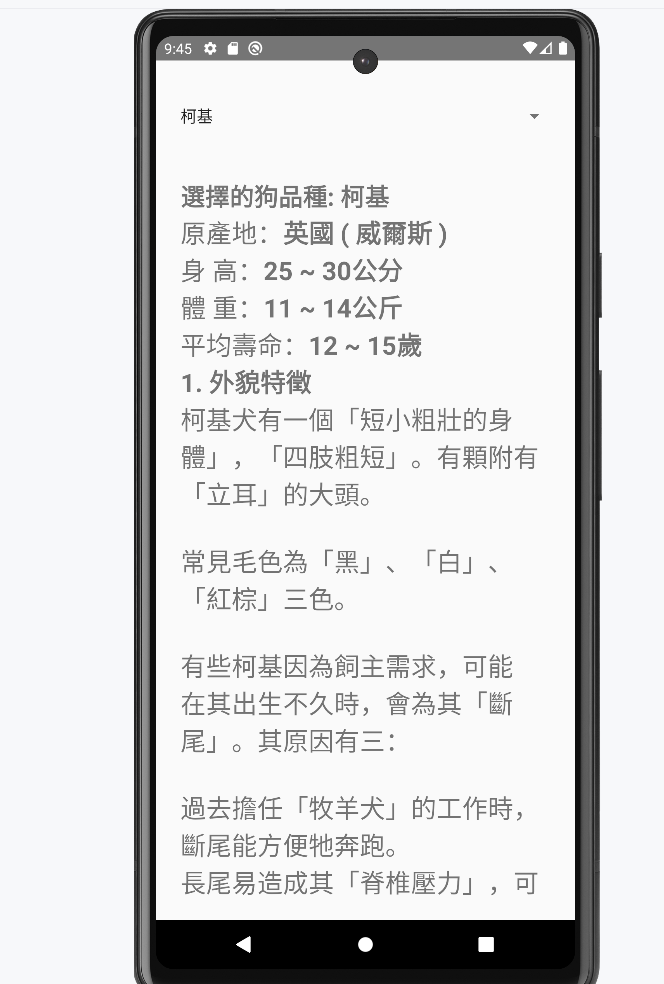 9:45
柯基
選擇的狗品種: 柯基
原產地：英國 ( 威爾斯 )
身 高：25 ~ 30公分
體 重：11 ~ 14公斤
平均壽命：12 ~ 15歲
1. 外貌特徵
柯基犬有一個「短小粗壯的身
體」，「四肢粗短」。有顆附有
「立耳」的大頭。
常見毛色為「黑」、「白」、
「紅棕」三色。
有些柯基因為飼主需求，可能
在其出生不久時，會為其「斷
尾」。其原因有三：
過去擔任「牧羊犬」的工作時，
斷尾能方便牠奔跑。
長尾易造成其「脊椎壓力」，可